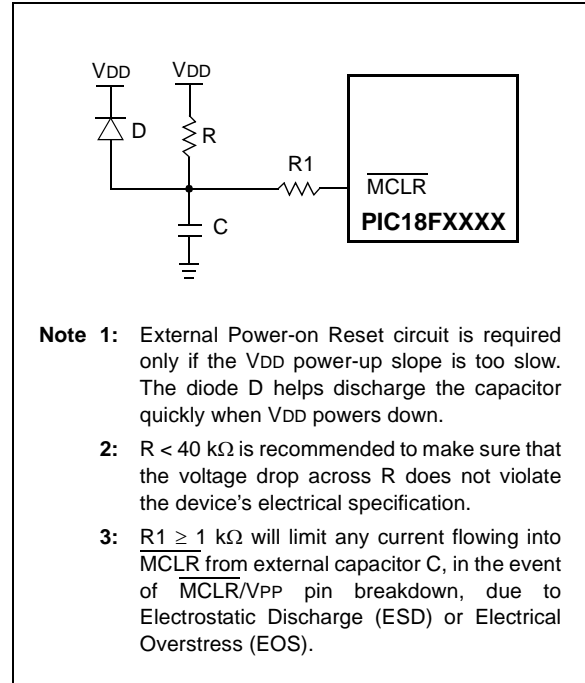 VDD VDD
D
R
R1
C
MCLR
PIC18FXXXX
Note 1: External Power-on Reset circuit is required
only if the VDD power-up slope is too slow.
The diode D helps discharge the capacitor
quickly when VDD powers down.
2: R < 40 kΩ is recommended to make sure that
the voltage drop across R does not violate
the device's electrical specification.
3: R1 ≥ 1 kΩ will limit any current flowing into
MCLR from external capacitor C, in the event
of MCLR/VPP pin breakdown, due to
Electrostatic Discharge (ESD) or Electrical
Overstress (EOS).